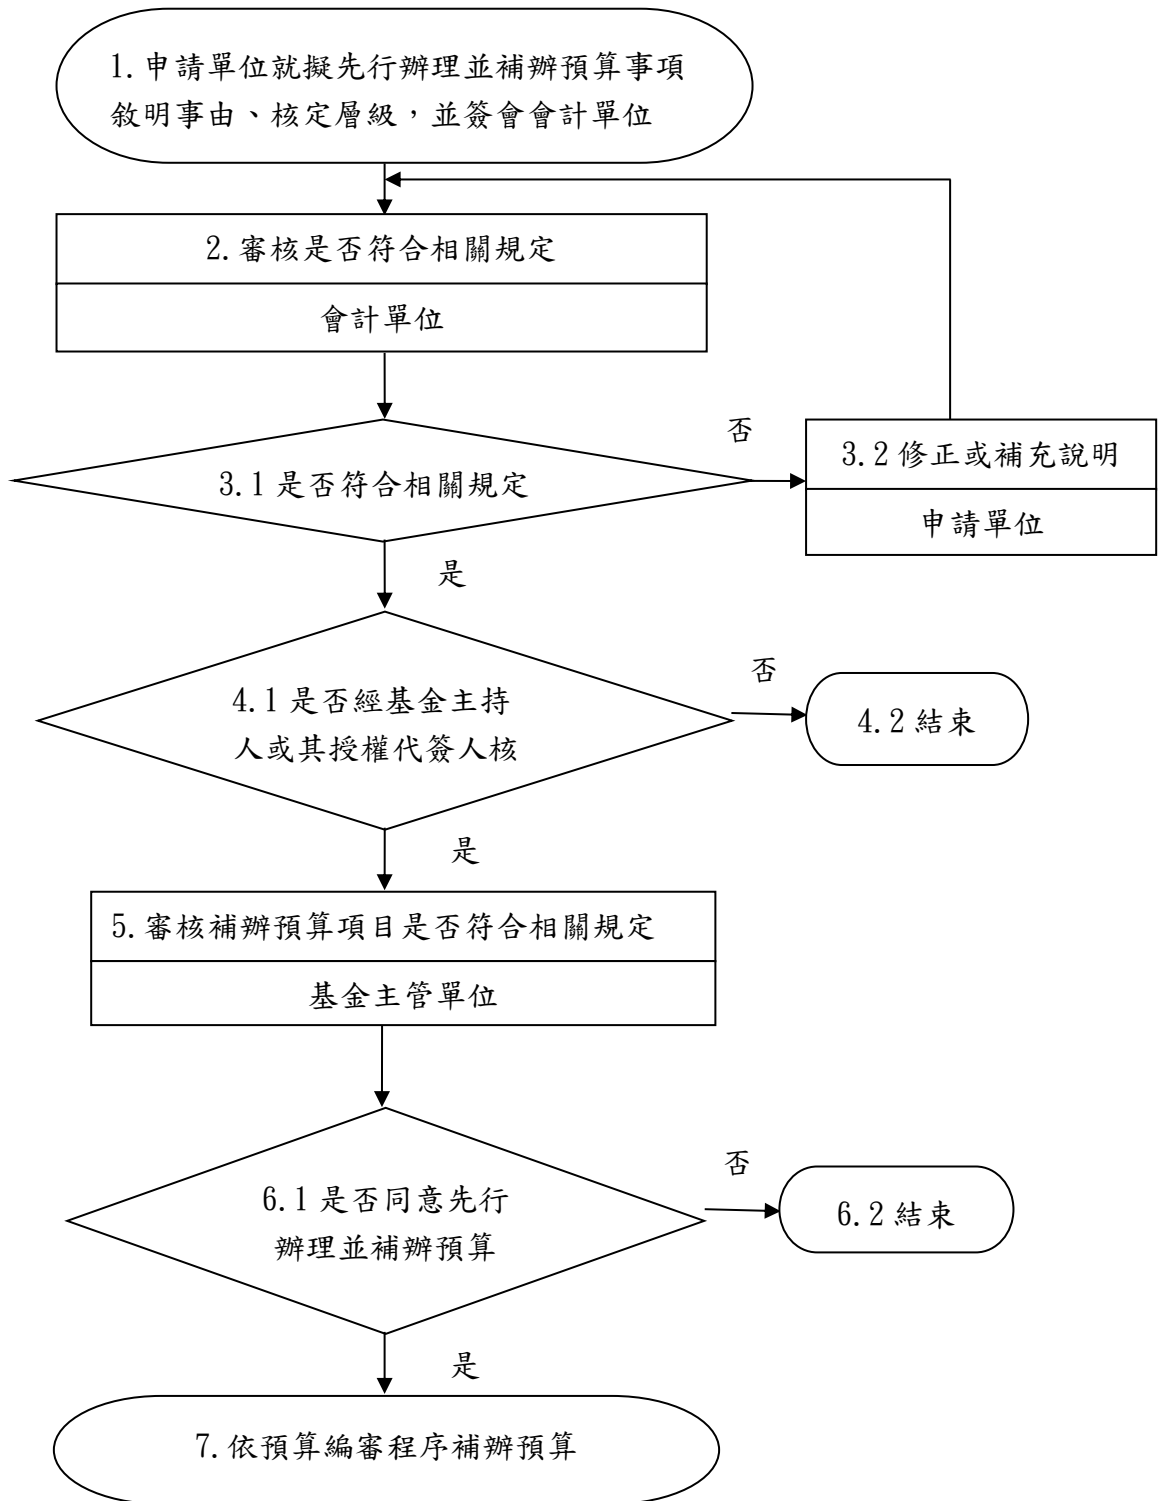 1.申請單位就擬先行辦理並補辦預算事項
敘明事由、核定層級，並簽會會計單位
2.審核是否符合相關規定
會計單位
3.1是否符合相關規定
否
3.2修正或補充說明
申請單位
是
4.1是否經基金主持
人或其授權代簽人核
否
4.2結束
是
5.審核補辦預算項目是否符合相關規定
基金主管單位
6.1是否同意先行
辦理並補辦預算
否
6.2結束
是
7.依預算編審程序補辦預算